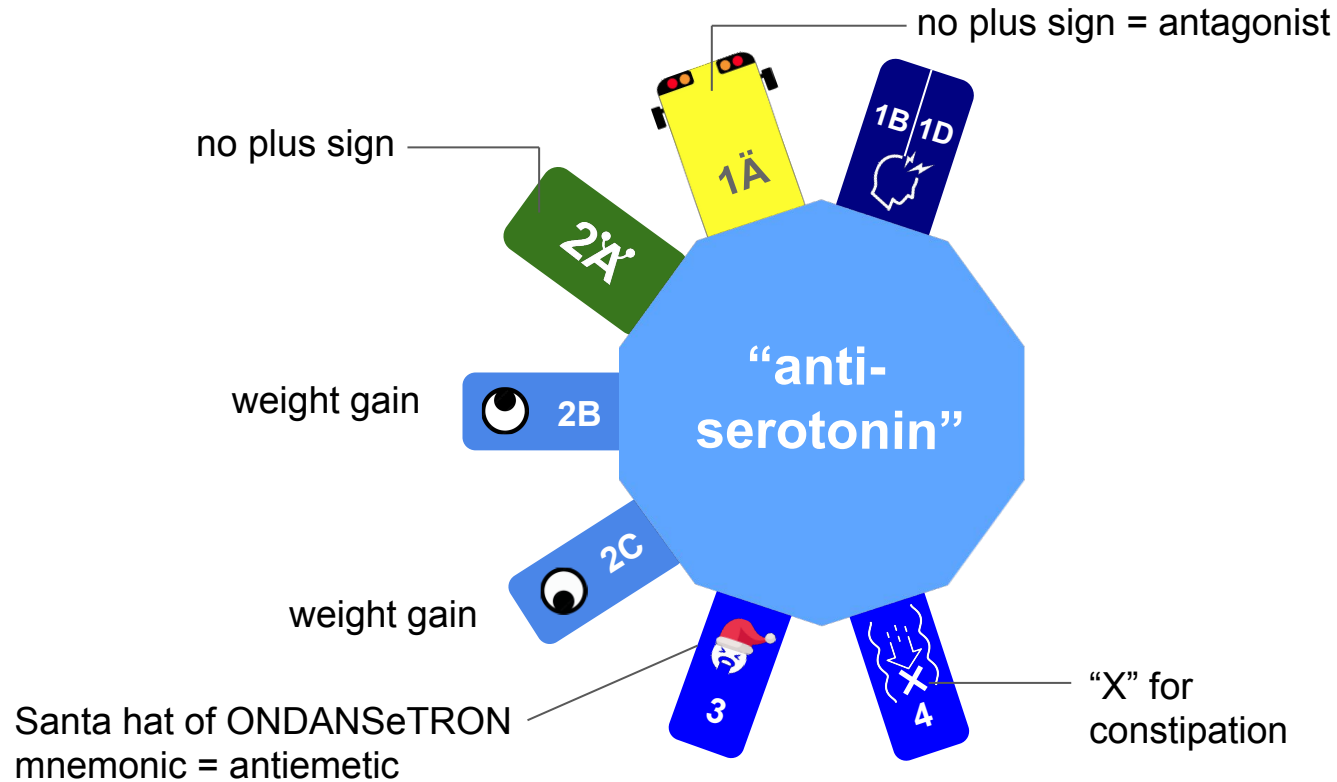 no plus sign = antagonist
no plus sign
1Ä
1B 1D
2Ä
weight gain
2B
“anti-
serotonin”
2C
weight gain
3
4
Santa hat of ONDANSeTRON
mnemonic = antiemetic
“X” for
constipation